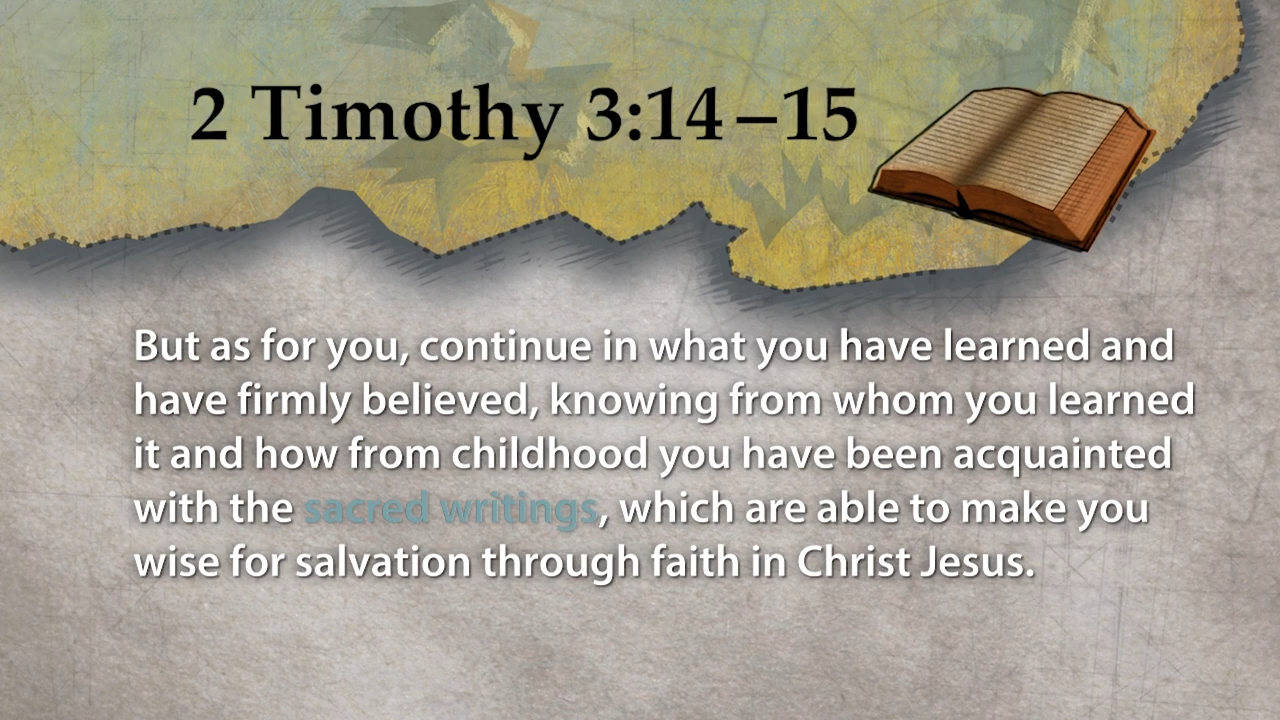 2 Timothy 3:14–15
But as for you, continue in what you have learned and
have firmly believed, knowing from whom you learned
it and how from childhood you have been acquainted
with the sacred writings, which are able to make you
wise for salvation through faith in Christ Jesus.